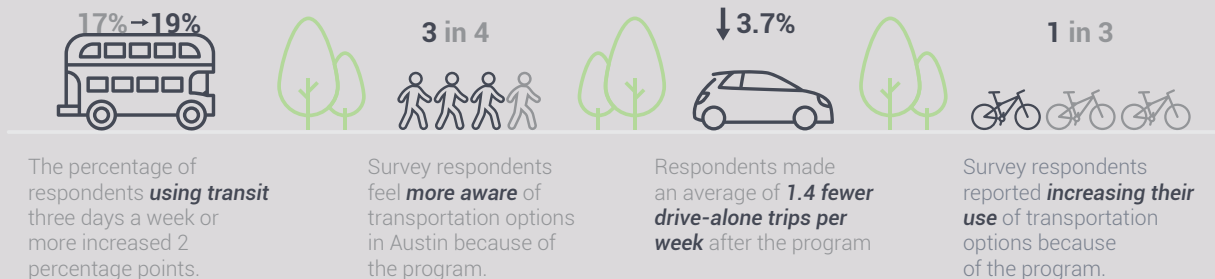 17%→19%
The percentage of
respondents using transit
three days a week or
more increased 2
percentage points.
3 in 4
Survey respondents
feel more aware of
transportation options
in Austin because of
the program.
↓3.7%
Respondents made
an average of 1.4 fewer
drive-alone trips per
week after the program
1 in 3
Survey respondents
reported increasing their
use of transportation
options because
of the program.